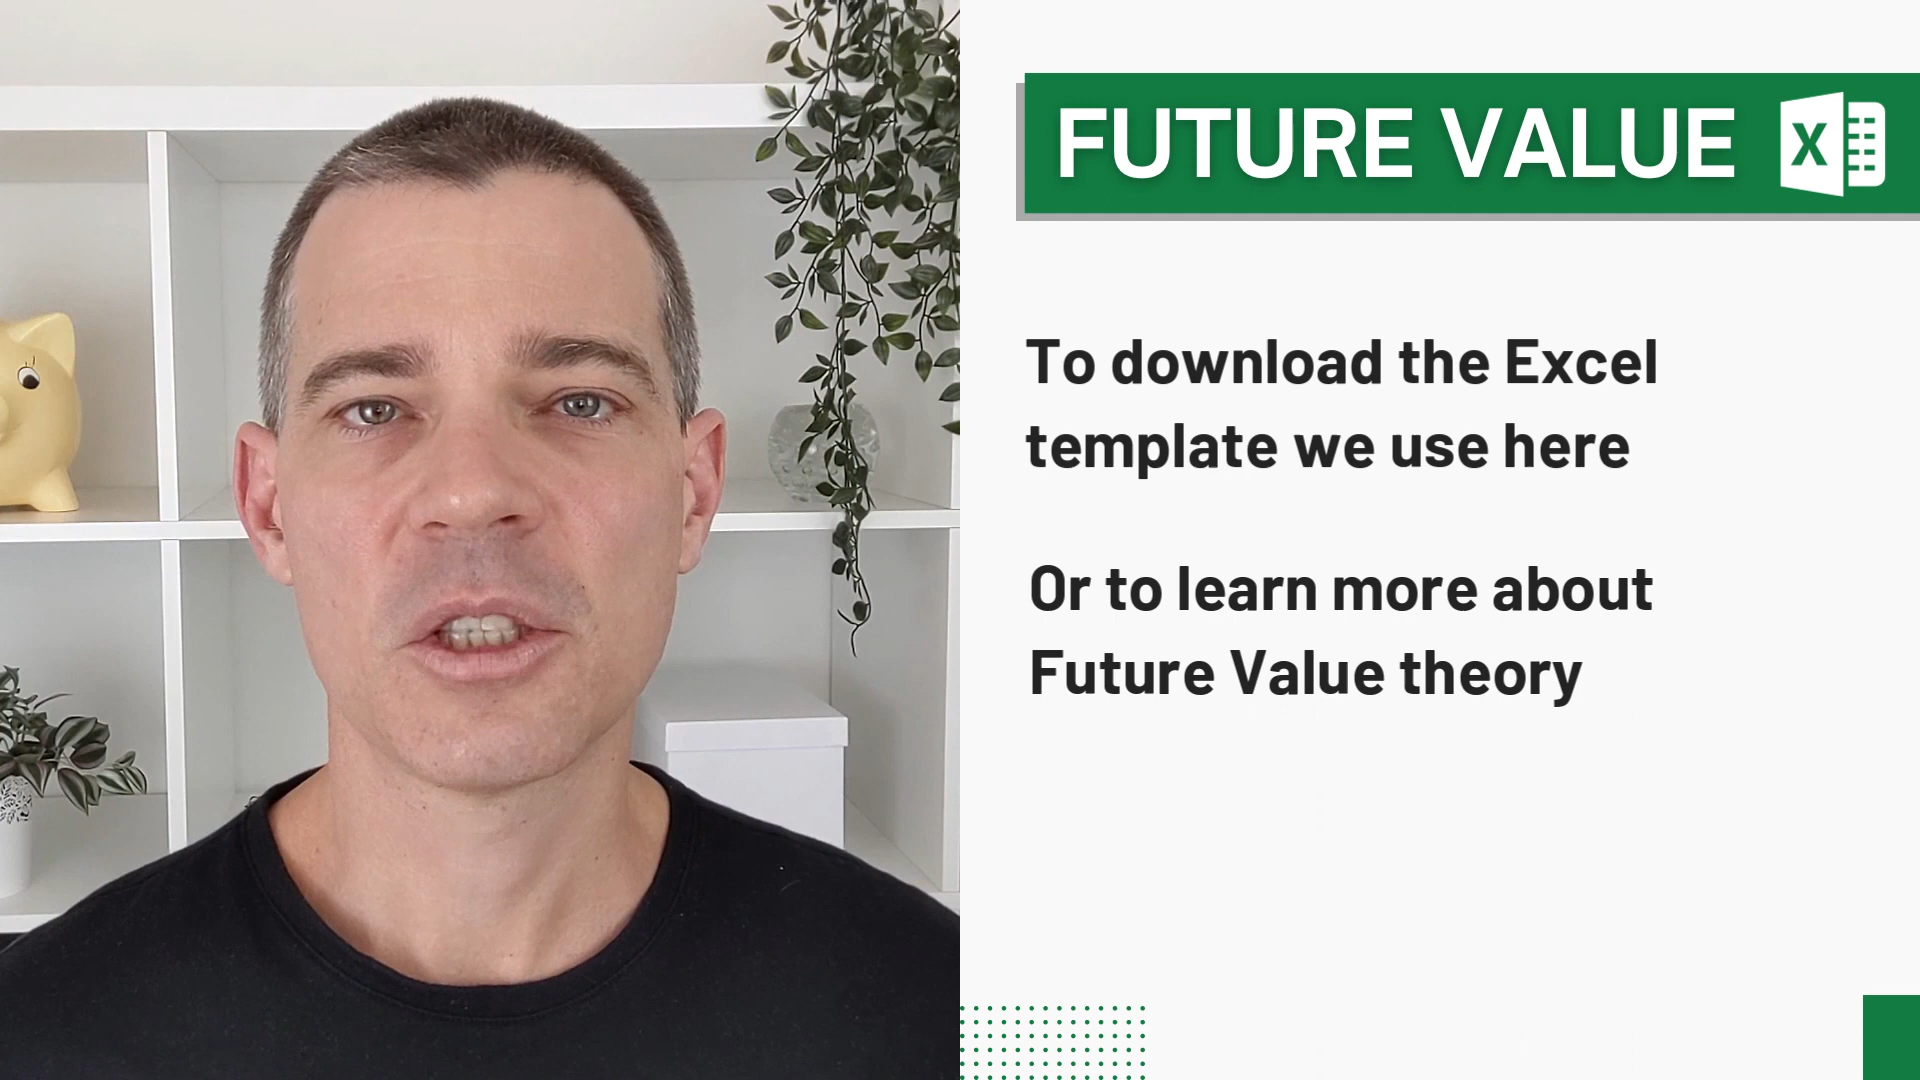 FUTURE VALUE
X
To download the Excel
template we use here
Or to learn more about
Future Value theory